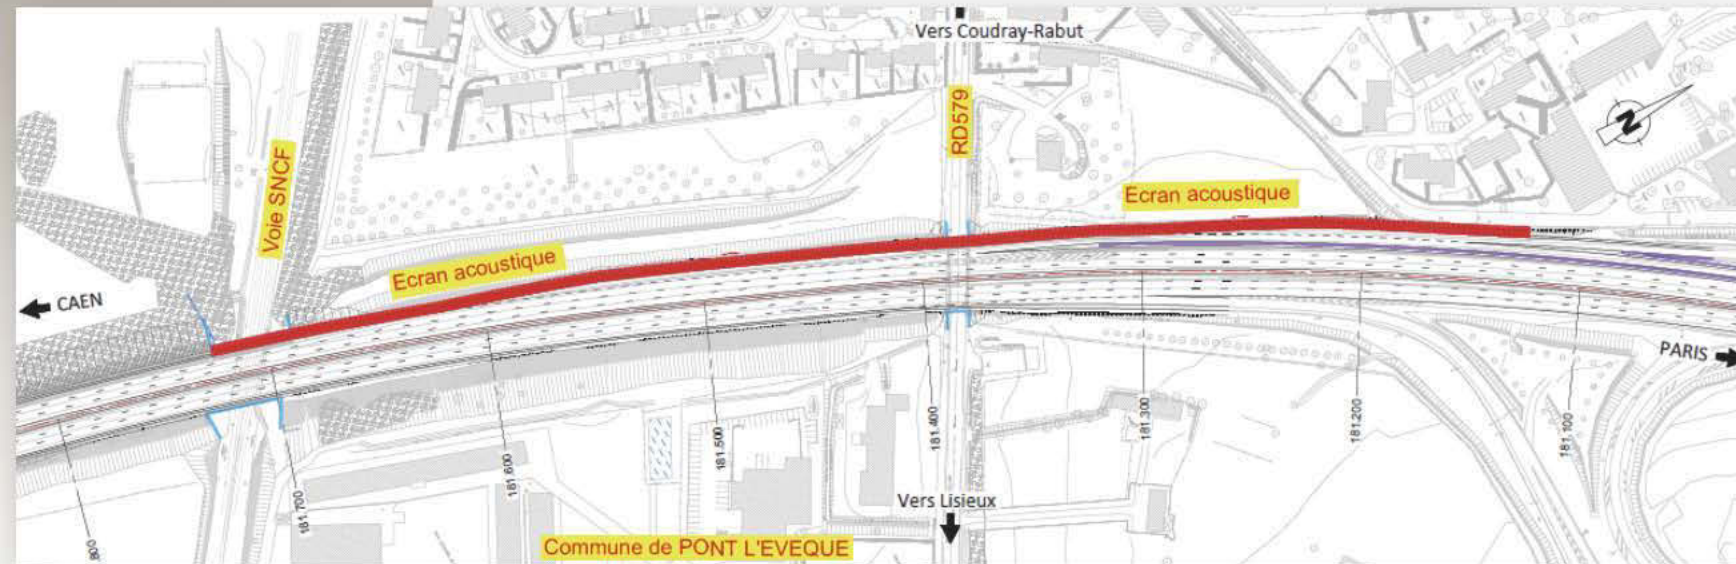 Vers Coudray-Rabut
RD579
N
Voie SNCF
Ecran acoustique
Ecran acoustique
CAEN
PARIS
181.700
181.600
181.500
181.400
181.300
181.200
181.100
800
Vers Lisieux
Commune de PONT L'EVEQUE